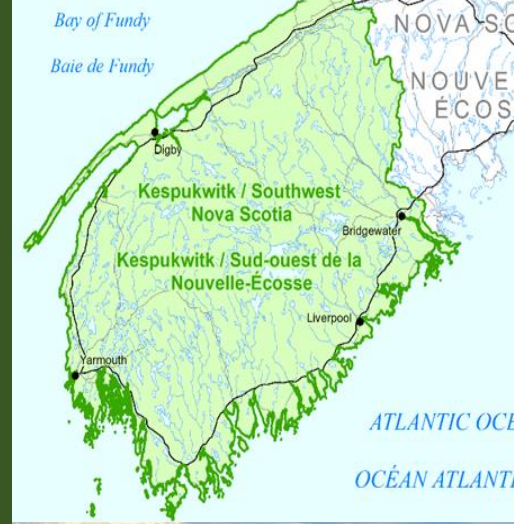 Bay of Fundy
Baie de Fundy
NOVA SC
NOUVE
ÉCOS
Digby
Kespukwitk / Southwest
Nova Scotia
Bridgewater
Kespukwitk / Sud-ouest de la
Nouvelle-Écosse
Liverpool
Yarmouth
ATLANTIC OCE
OCÉAN ATLANTI